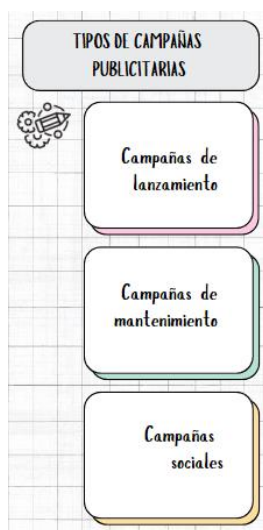 TIPOS DE CAMPAÑAS
PUBLICITARIAS
Campañas de
lanzamiento
Campañas de
mantenimiento
Campañas
sociales